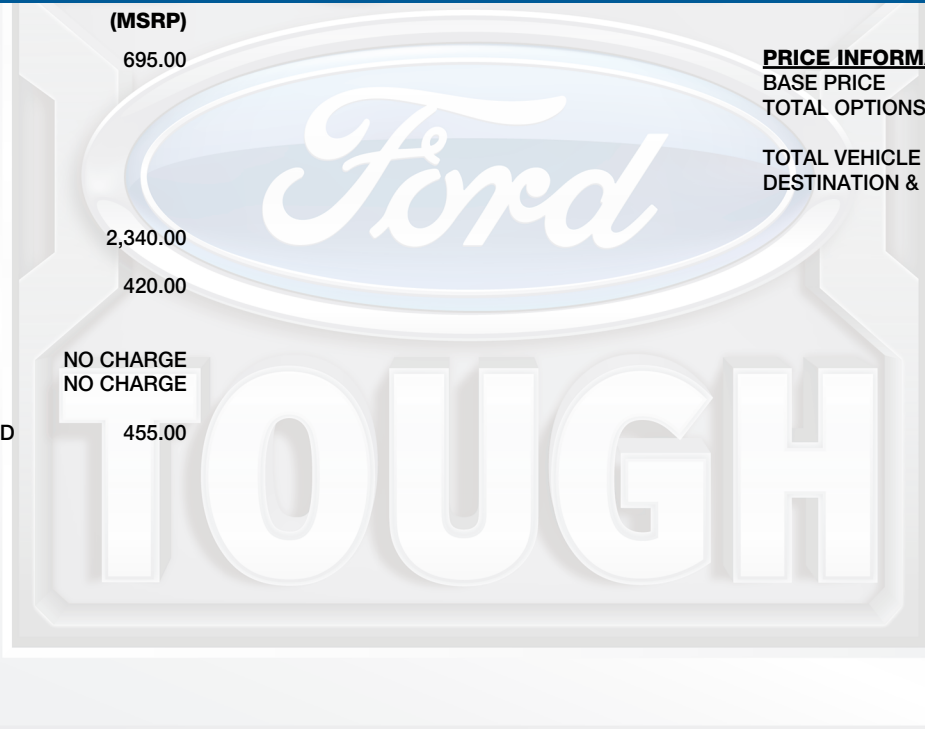 (MSRP)
695.00
2,340.00
420.00
NO CHARGE
NO CHARGE
D 455.00
PRICE INFORMA
BASE PRICE
TOTAL OPTIONS
TOTAL VEHICLE
DESTINATION &
Ford
TOUGH